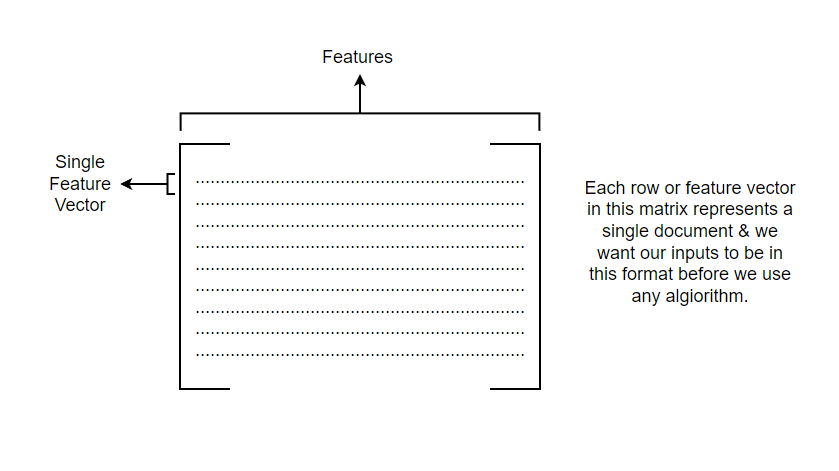 Features
Single
Feature
Vector
Each row or feature vector
in this matrix represents a
single document & we
want our inputs to be in
this format before we use
any algiorithm.